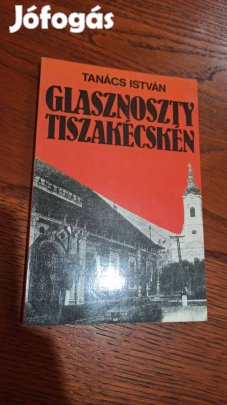 Jófogás
TANÁCS ISTVÁN
GLASZNOSZTY
TISZAKÉCSKÉN